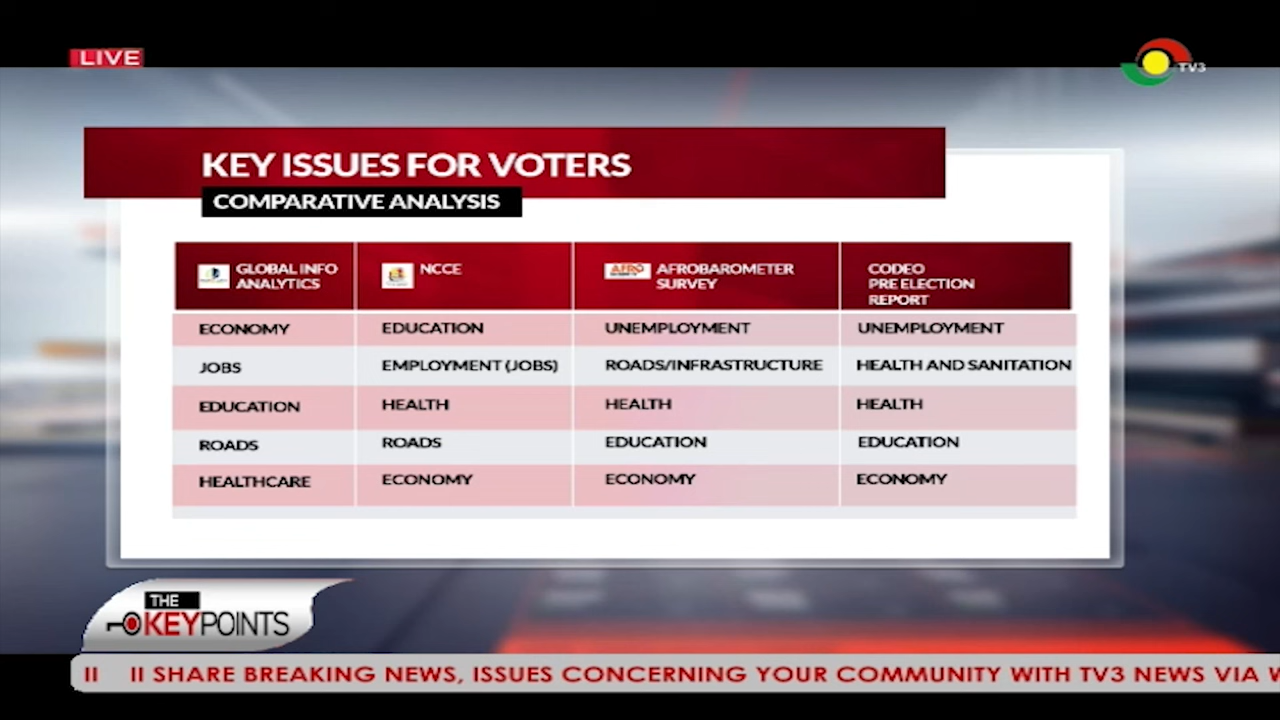 LIVE
TV3
KEY ISSUES FOR VOTERS
COMPARATIVE ANALYSIS
GLOBAL INFO
ANALYTICS
NCCE
AFRO
AFROBAROMETER
SURVEY
CODEO
PRE ELECTION
REPORT
ECONOMY
EDUCATION
UNEMPLOYMENT
UNEMPLOYMENT
JOBS
EMPLOYMENT (JOBS)
ROADS/INFRASTRUCTURE
HEALTH AND SANITATION
EDUCATION
HEALTH
HEALTH
HEALTH
ROADS
ROADS
EDUCATION
EDUCATION
HEALTHCARE
ECONOMY
ECONOMY
ECONOMY
THE
KEYPOINTS
II II SHARE BREAKING NEWS, ISSUES CONCERNING YOUR COMMUNITY WITH TV3 NEWS VIA